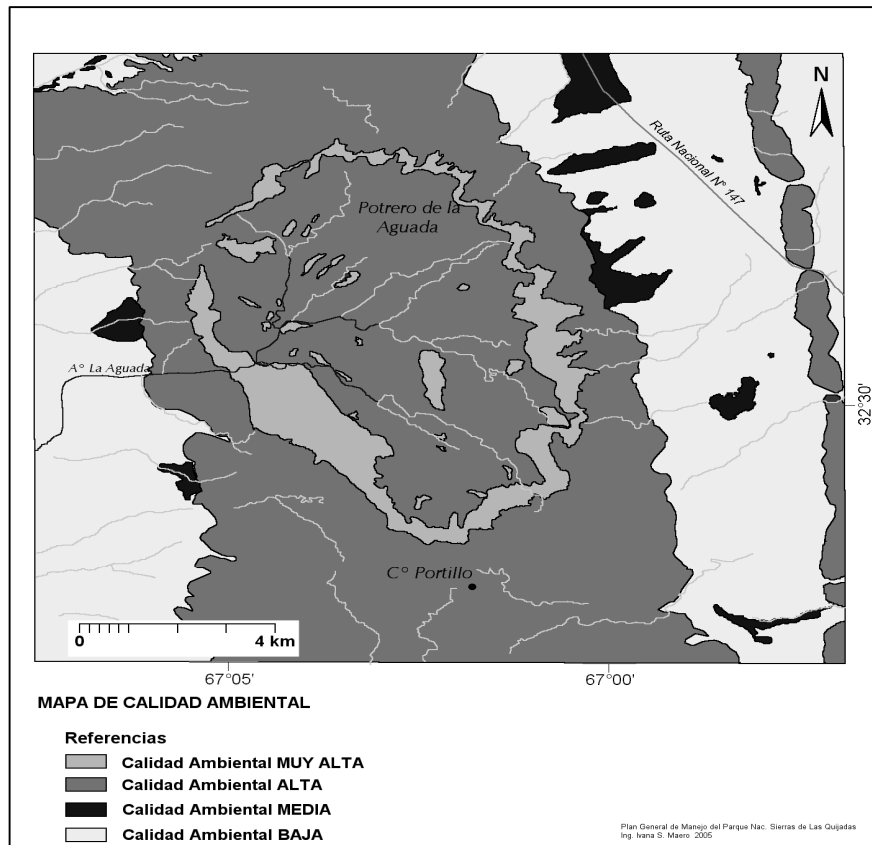 N
Ruta Nacional Nº 147
Potrero de la
Aguada
Aº La Aguada
32°30'
Cº Portillo
0 4 km
67°05' 67°00'
MAPA DE CALIDAD AMBIENTAL
Referencias
Calidad Ambiental MUY ALTA
Calidad Ambiental ALTA
Calidad Ambiental MEDIA
Calidad Ambiental BAJA
Plan General de Manejo del Parque Nac. Sierras de Las Quijadas
Ing. Ivana S. Maero 2005